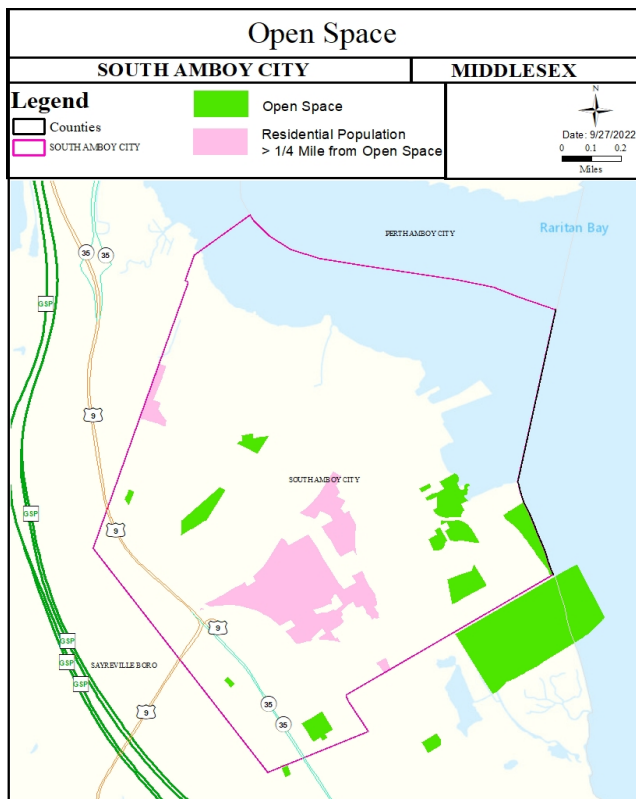 Open Space
SOUTH AMBOY CITY
MIDDLESEX
Legend
Counties
SOUTH AMBOY CITY
Open Space
Residential Population
> 1/4 Mile from Open Space
N
Date: 9/27/2022
0 0.1 0.2
Miles
PERTH AMBOY CITY
Raritan Bay
35 35
GSP
9
SOUTH AMBOY CITY
GSP
9
9
GSP
GSP
GSP
SAYREVILLE BORO
9
35
35